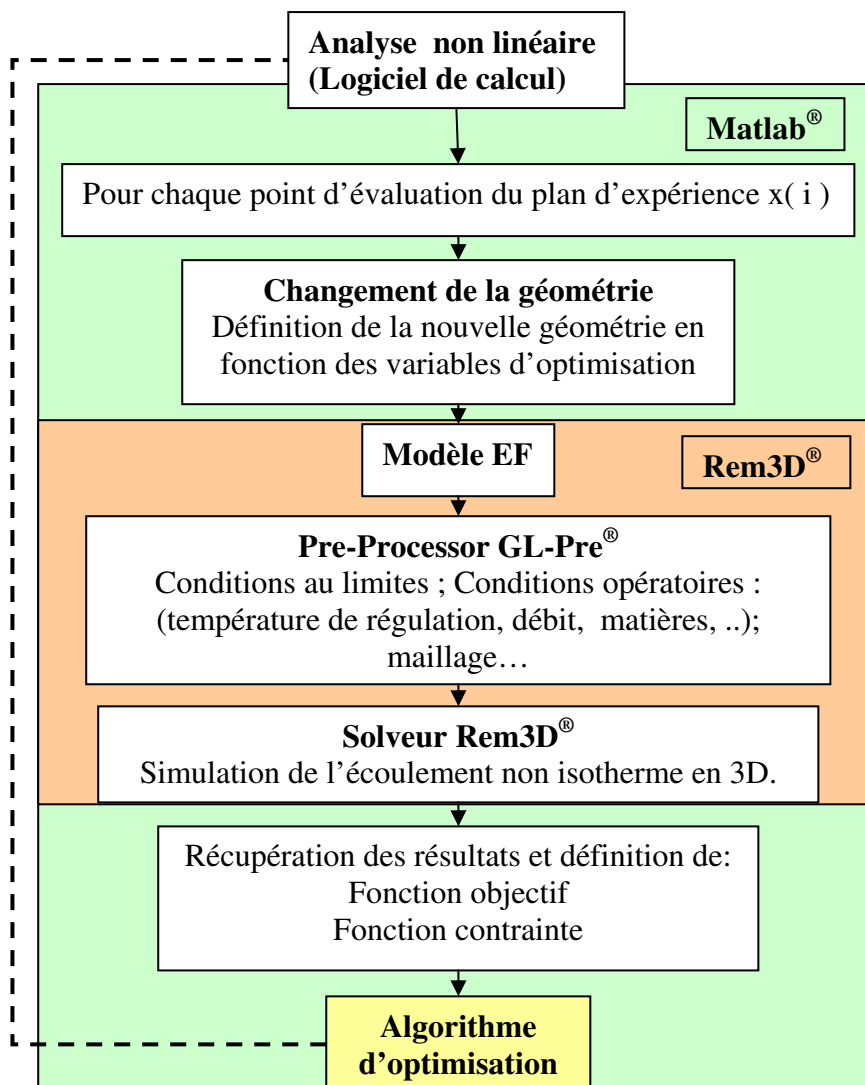 Analyse non linéaire
(Logiciel de calcul)
Matlab®
Pour chaque point d’évaluation du plan d’expérience x( i )
Changement de la géométrie
Définition de la nouvelle géométrie en
fonction des variables d’optimisation
Modèle EF
Rem3D®
Pre-Processor GL-Pre®
Conditions au limites ; Conditions opératoires :
(température de régulation, débit, matières, ..);
maillage…
Solveur Rem3D®
Simulation de l’écoulement non isotherme en 3D.
Récupération des résultats et définition de:
Fonction objectif
Fonction contrainte
Algorithme
d’optimisation